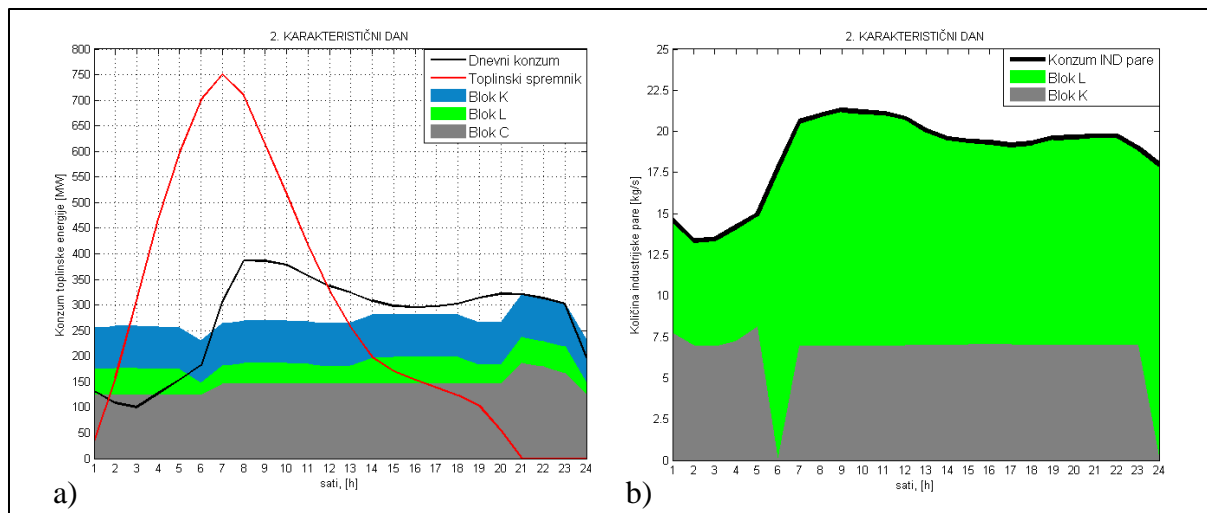 2. KARAKTERISTIČNI DAN
Konzum toplinske energije [MW]
800
750
700
650
600
550
500
450
400
350
300
250
200
150
100
50
0
Dnevni konzum
Toplinski spremnik
Blok K
Blok L
Blok C
1 2 3 4 5 6 7 8 9 10 11 12 13 14 15 16 17 18 19 20 21 22 23 24
sati, [h]
a)
2. KARAKTERISTIČNI DAN
Količina industrijske pare [kg/s]
25
22.5
20
17.5
15
12.5
10
7.5
5
2.5
0
Konzum IND pare
Blok L
Blok K
1 2 3 4 5 6 7 8 9 10 11 12 13 14 15 16 17 18 19 20 21 22 23 24
sati, [h]
b)